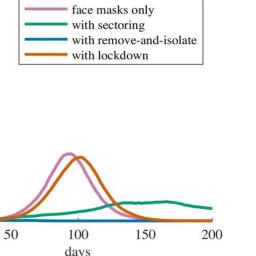 face masks only
with sectoring
with remove-and-isolate
with lockdown
50 100 150 200
days